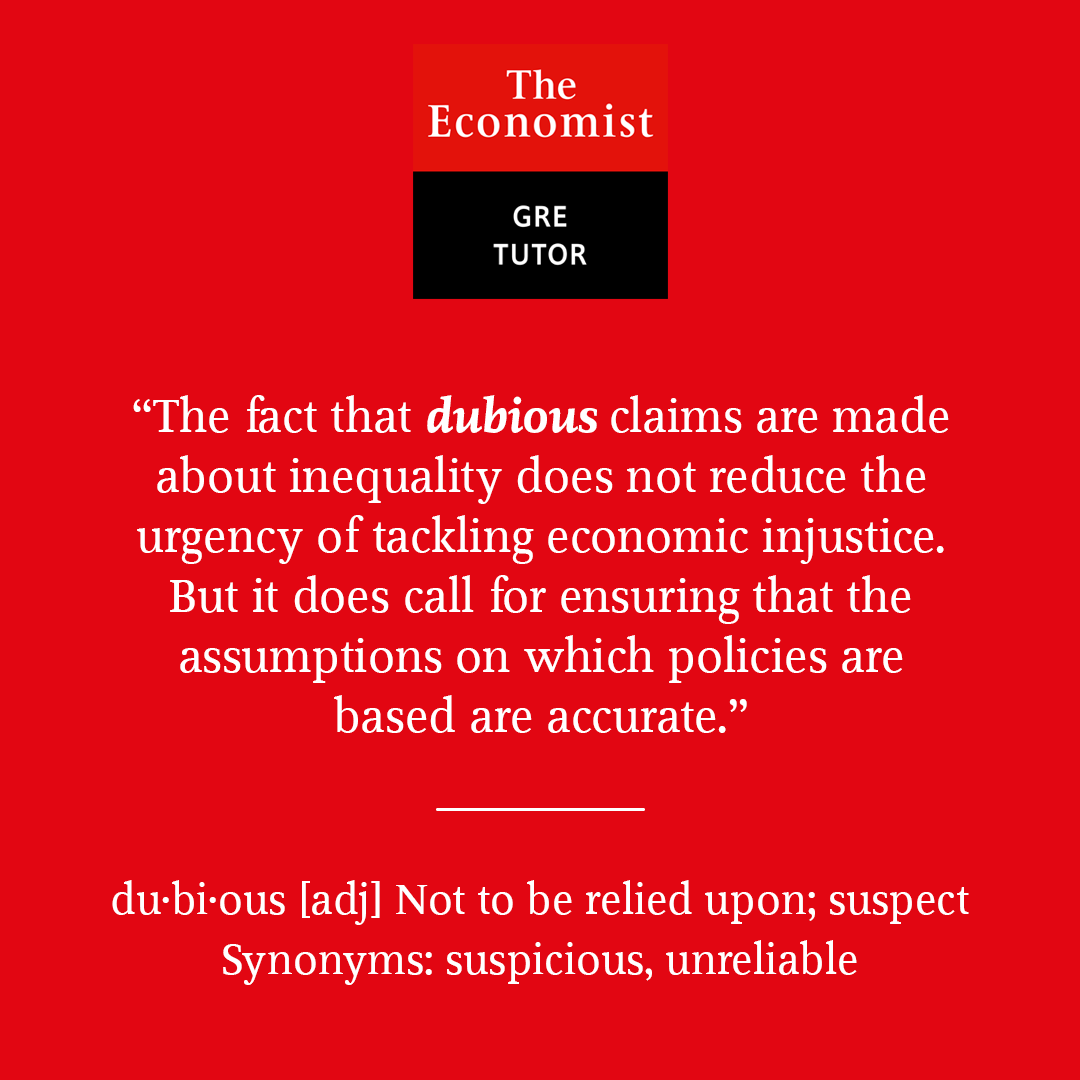 The
Economist
GRE
TUTOR
“The fact that dubious claims are made
about inequality does not reduce the
urgency of tackling economic injustice.
But it does call for ensuring that the
assumptions on which policies are
based are accurate.”
du·bi·ous [adj] Not to be relied upon; suspect
Synonyms: suspicious, unreliable